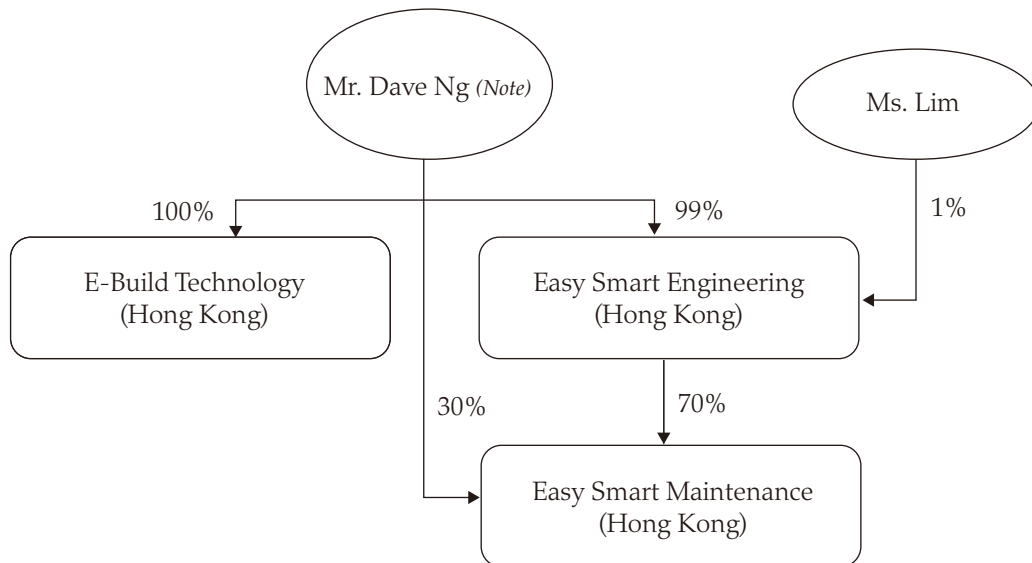 Mr. Dave Ng (Note)
Ms. Lim
100%
99%
1%
E-Build Technology
(Hong Kong)
Easy Smart Engineering
(Hong Kong)
30%
70%
Easy Smart Maintenance
(Hong Kong)